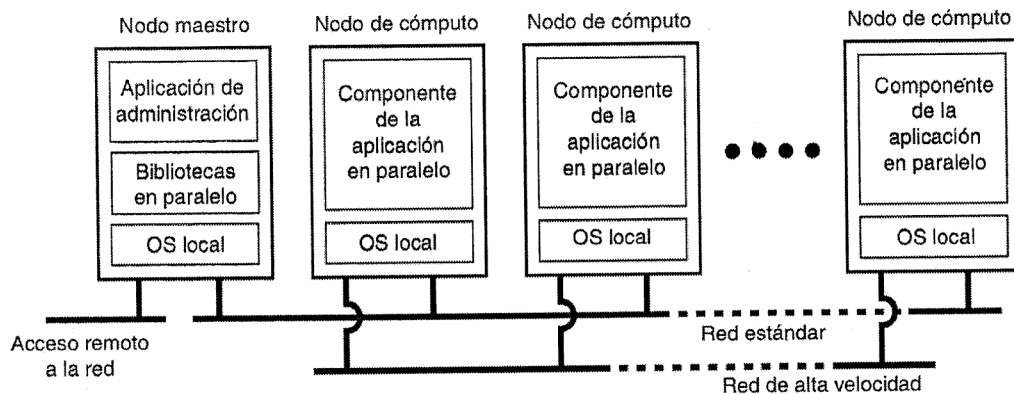 Nodo maestro
Nodo de cómputo
Nodo de cómputo
Nodo de cómputo
Aplicación de
administración
Bibliotecas
en paralelo
OS local
Componente
de la
aplicación
en paralelo
OS local
Componente
de la
aplicación
en paralelo
OS local
Componente
de la
aplicación
en paralelo
OS local
Acceso remoto
a la red
Red estándar
Red de alta velocidad